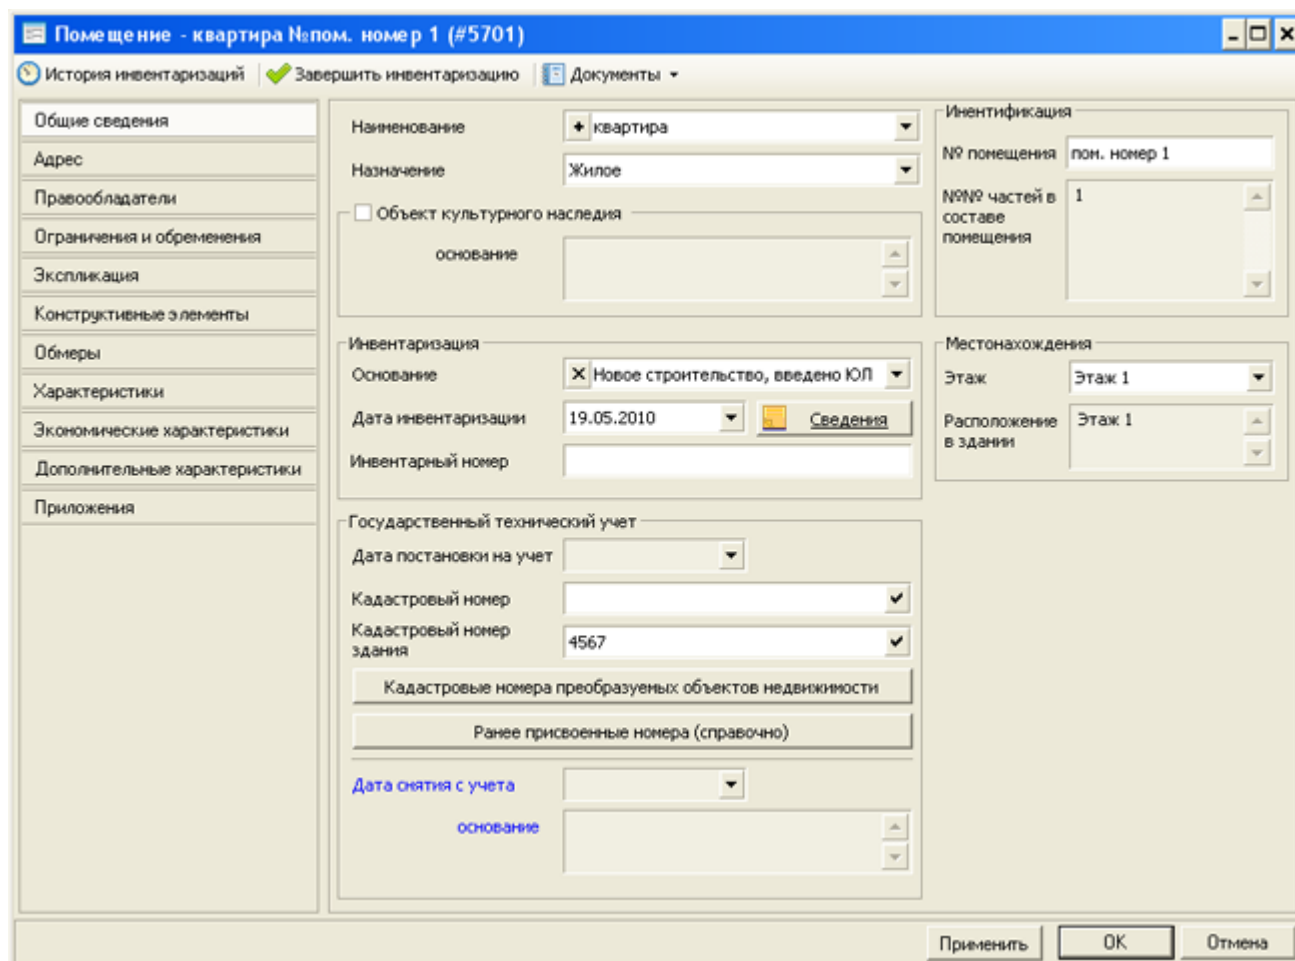 Помещение - квартира №пом. номер 1 (#5701)
История инвентаризаций
Завершить инвентаризацию
Документы
Общие сведения
Адрес
Правообладатели
Ограничения и обременения
Экспликация
Конструктивные элементы
Обмеры
Характеристики
Экономические характеристики
Дополнительные характеристики
Приложения
Наименование
квартира
Назначение
Жилое
Объект культурного наследия
основание
Инвентаризация
Основание
Новое строительство, введено ЮЛ
Дата инвентаризации
19.05.2010
Сведения
Инвентарный номер
Государственный технический учет
Дата постановки на учет
Кадастровый номер
Кадастровый номер
здания
4567
Кадастровые номера преобразуемых объектов недвижимости
Ранее присвоенные номера (справочно)
Дата снятия с учета
основание
Инентификация
№ помещения
пом. номер 1
№№ частей в
составе
помещения
1
Местонахождения
Этаж
Этаж 1
Расположение
в здании
Этаж 1
Применить
OK
Отмена